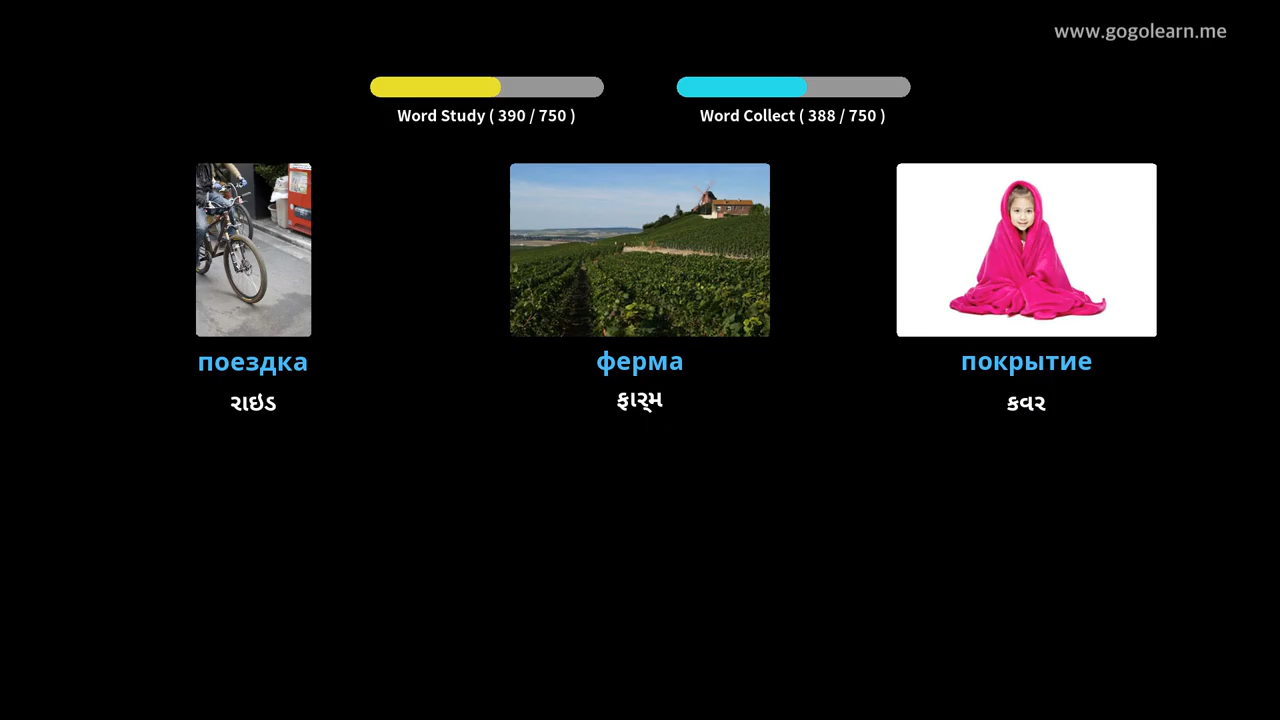 www.gogolearn.me
Word Study ( 390 / 750 )
Word Collect ( 388 / 750 )
поездка
ферма
покрытие
રાઇડ
ફાર્મ
કવર